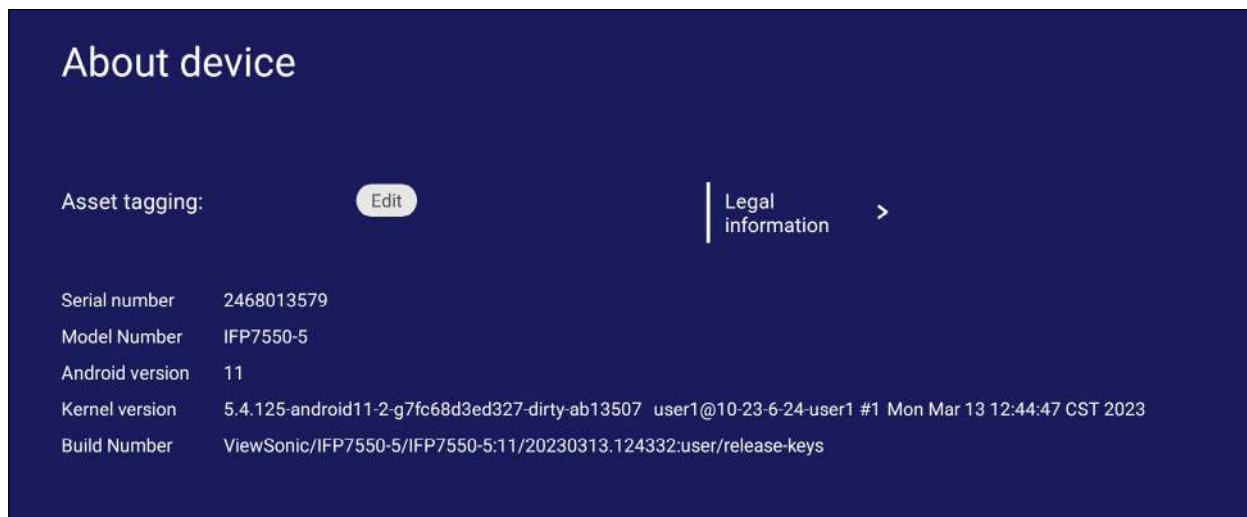 About device
Asset tagging:
Edit
Legal
information
>
Serial number 2468013579
Model Number IFP7550-5
Android version 11
Kernel version 5.4.125-android11-2-g7fc68d3ed327-dirty-ab13507 user1@10-23-6-24-user1 #1 Mon Mar 13 12:44:47 CST 2023
Build Number ViewSonic/IFP7550-5/IFP7550-5:11/20230313.124332:user/release-keys